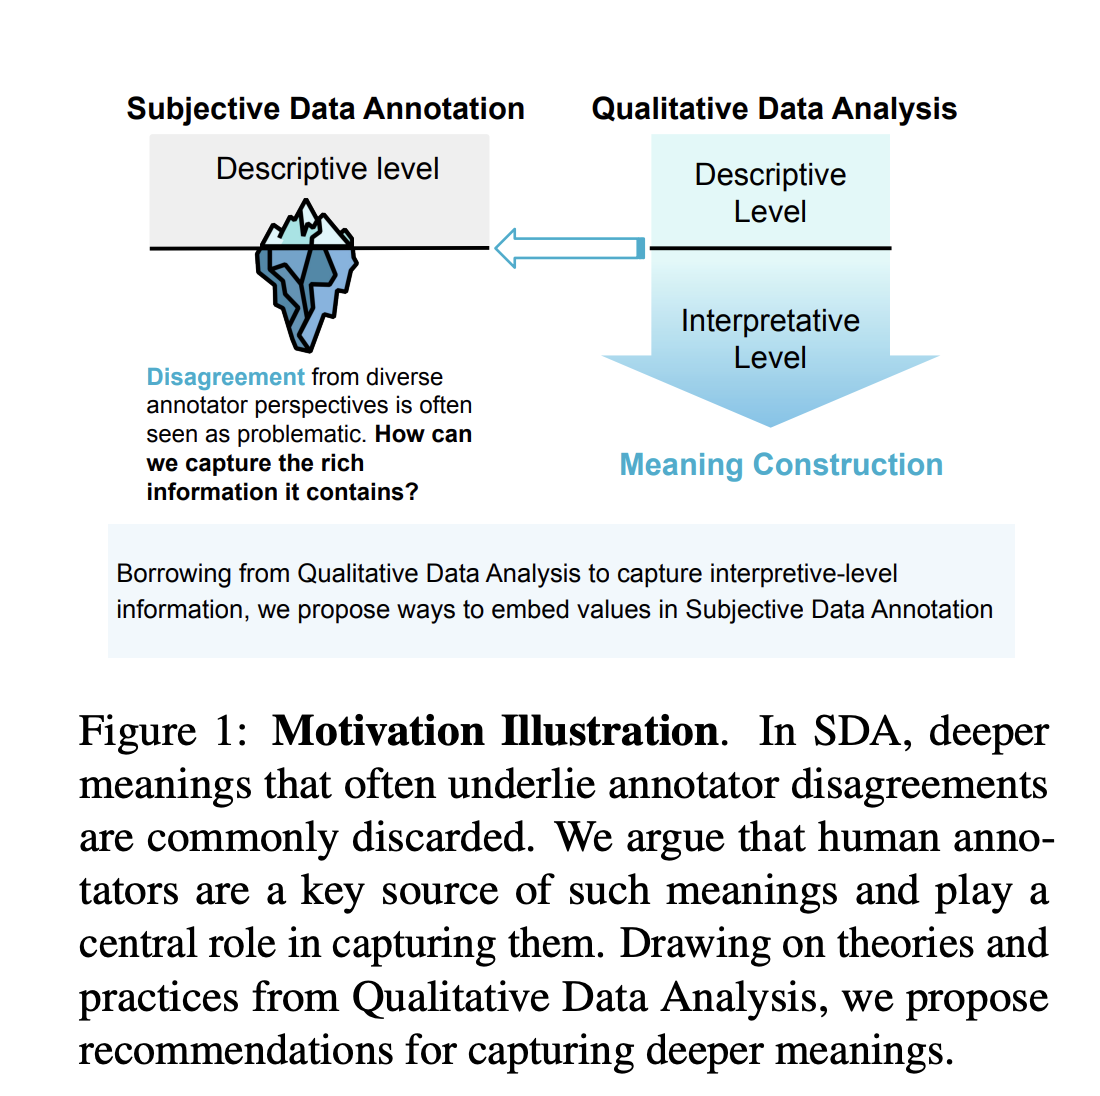 Subjective Data Annotation
Descriptive level
Disagreement from diverse
annotator perspectives is often
seen as problematic. How can
we capture the rich
information it contains?
Qualitative Data Analysis
Descriptive
Level
Interpretative
Level
Meaning Construction
Borrowing from Qualitative Data Analysis to capture interpretive-level
information, we propose ways to embed values in Subjective Data Annotation
Figure 1: Motivation Illustration. In SDA, deeper
meanings that often underlie annotator disagreements
are commonly discarded. We argue that human anno-
tators are a key source of such meanings and play a
central role in capturing them. Drawing on theories and
practices from Qualitative Data Analysis, we propose
recommendations for capturing deeper meanings.